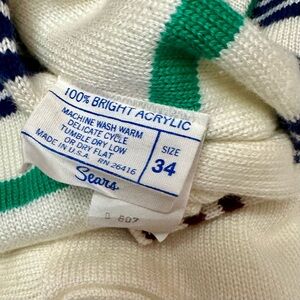 100% BRIGHT ACRYLIC
MACHINE WASH WARM
DELICATE CYCLE
TUMBLE DRY LOW
OR DRY FLAT
MADE IN U.S.A. RN 26416
SIZE
34
Sears
D 607